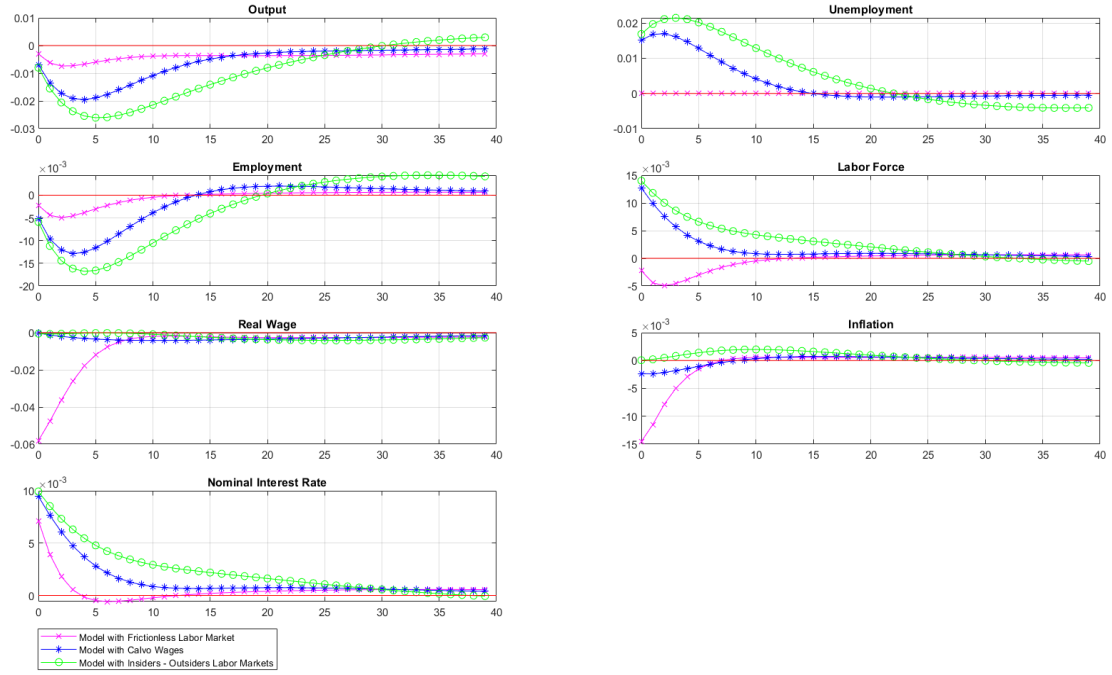 Output
0.01
0
-0.01
-0.02
-0.03
0 5 10 15 20 25 30 35 40
Unemployment
0.02
0.01
0
-0.01
0 5 10 15 20 25 30 35 40
×10⁻³
Employment
0
-5
-10
-15
-20
0 5 10 15 20 25 30 35 40
×10⁻³
Labor Force
15
10
5
0
-5
0 5 10 15 20 25 30 35 40
Real Wage
0
-0.02
-0.04
-0.06
0 5 10 15 20 25 30 35 40
×10⁻³
Inflation
5
0
-5
-10
-15
0 5 10 15 20 25 30 35 40
×10⁻³
Nominal Interest Rate
10
5
0
0 5 10 15 20 25 30 35 40
Model with Frictionless Labor Market
Model with Calvo Wages
Model with Insiders - Outsiders Labor Markets